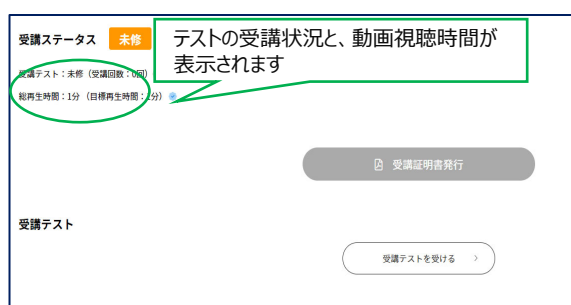 受講ステータス 未修
テストの受講状況と、動画視聴時間が
表示されます
受講テスト：未修（受講回数：0回）
総再生時間：1分（目標再生時間：分）
受講証明書発行
受講テスト
受講テストを受ける